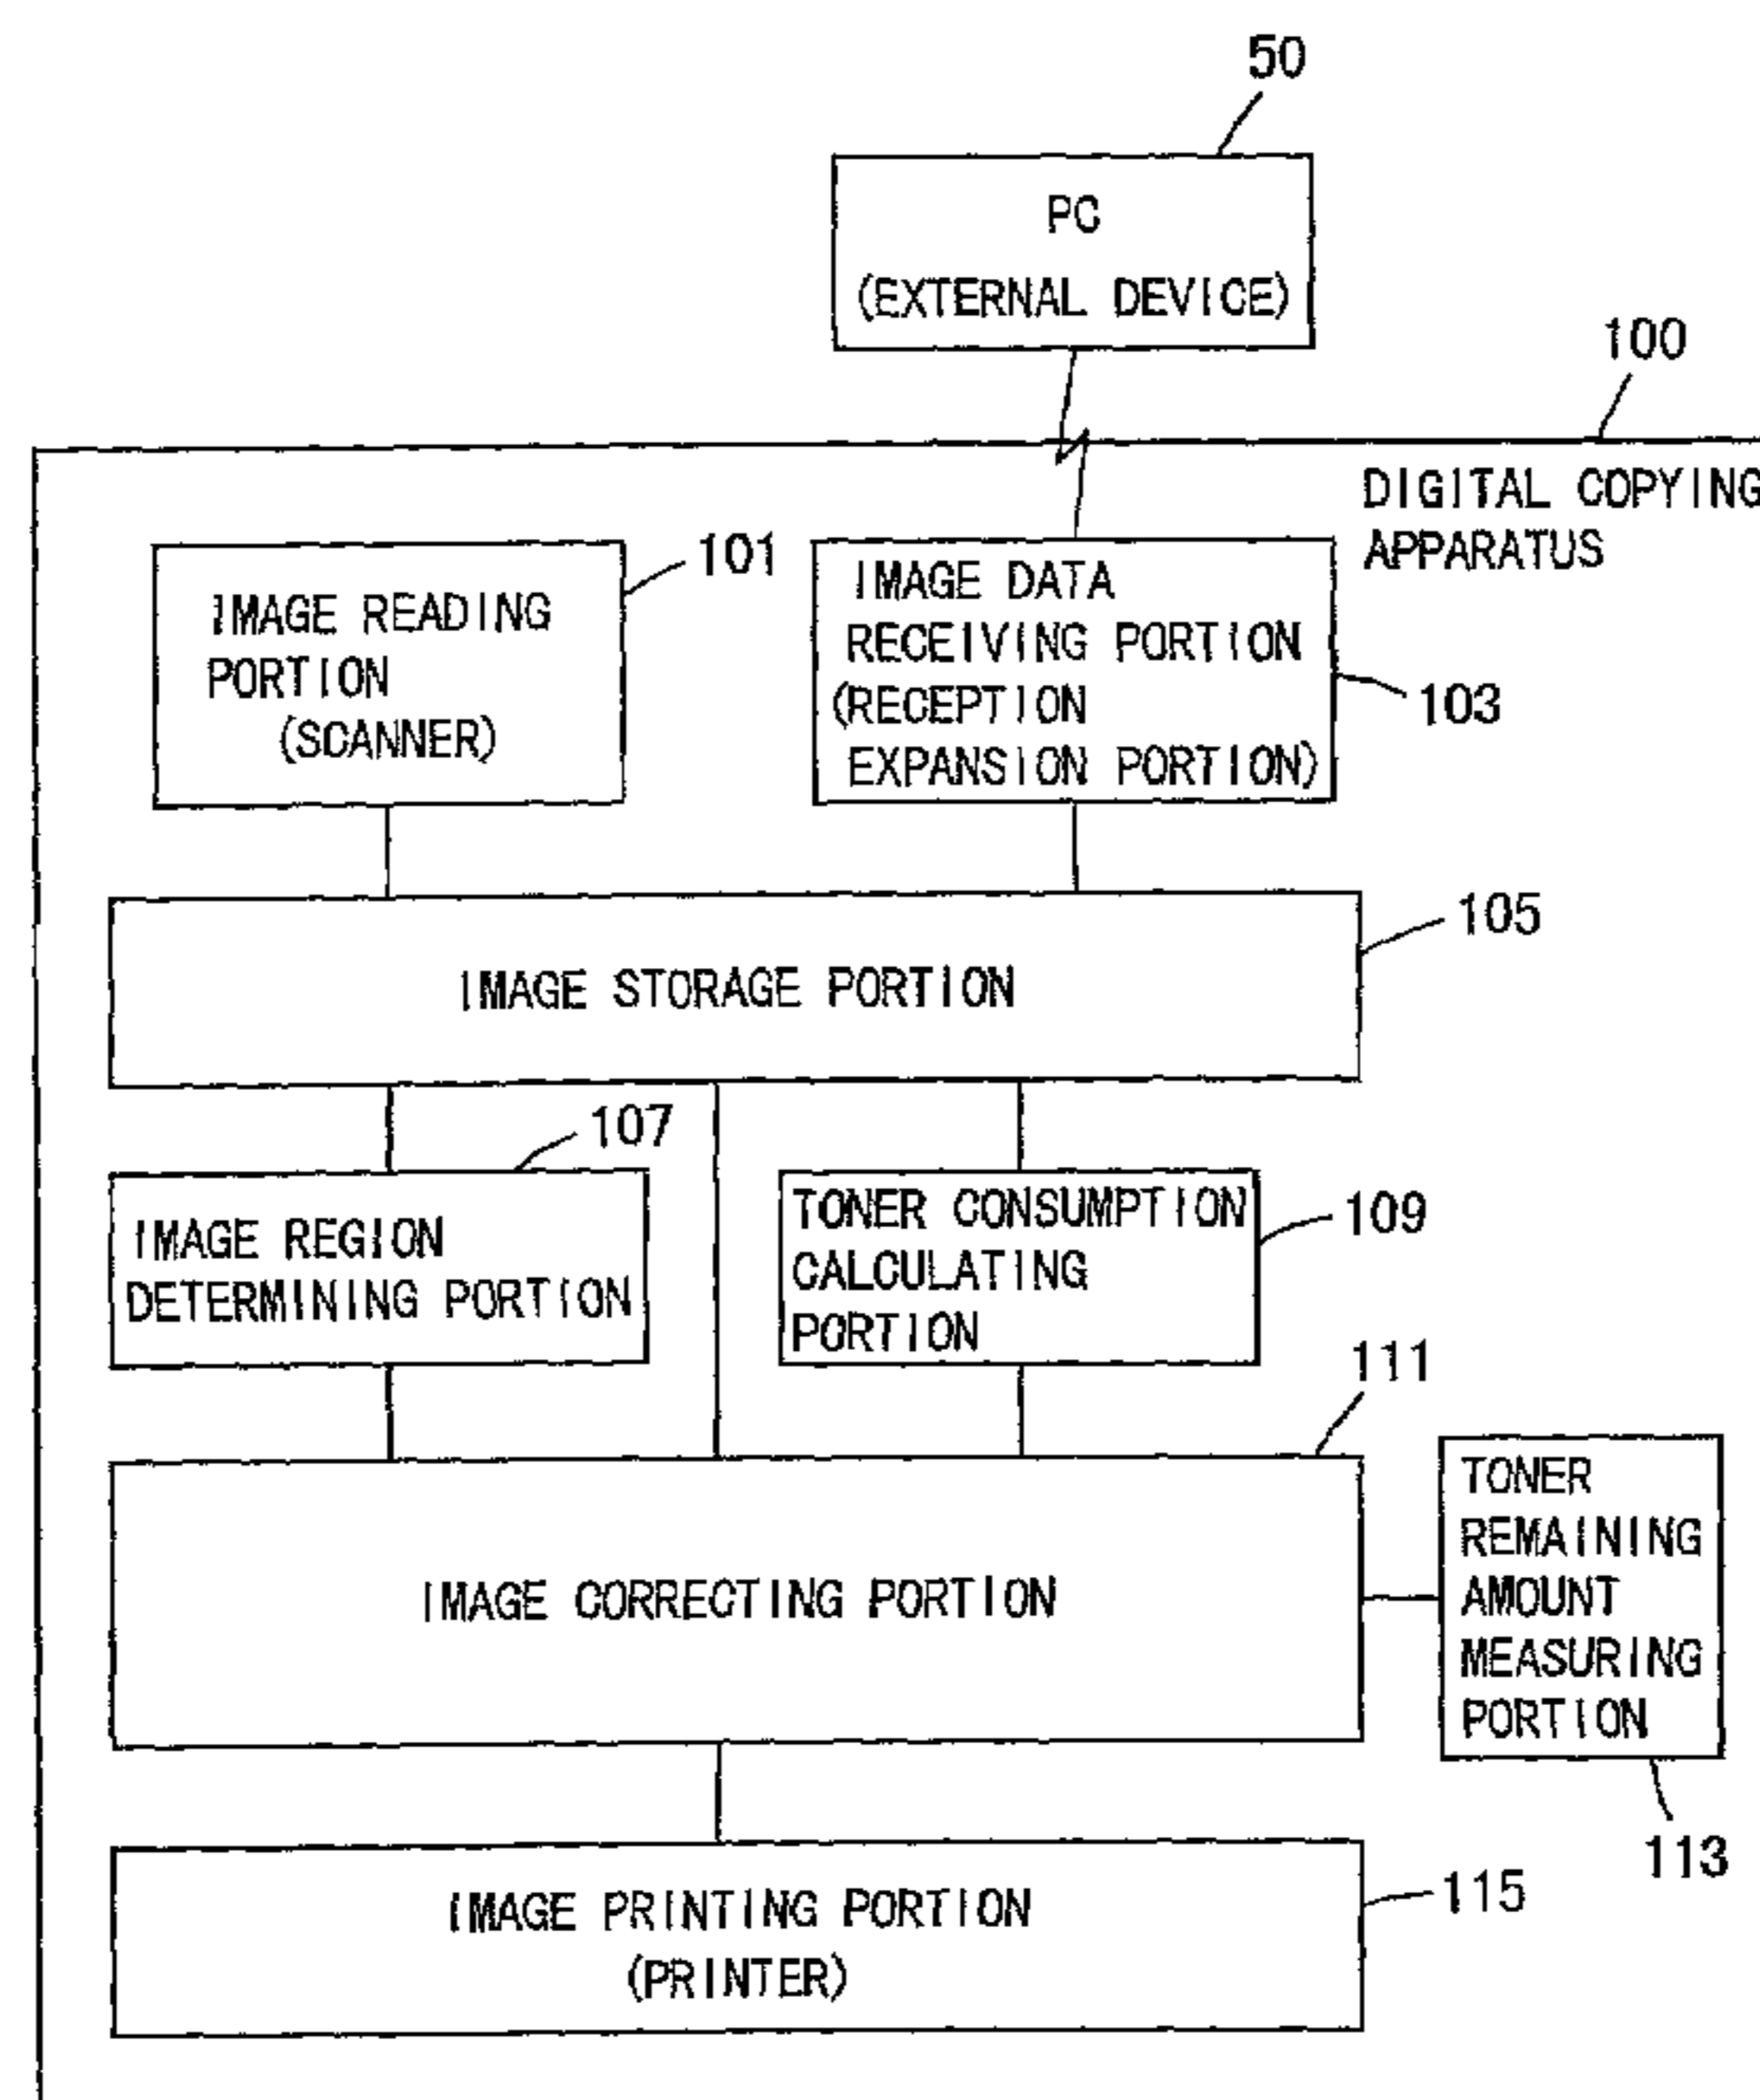 50
PC
(EXTERNAL DEVICE)
100
DIGITAL COPYING
APPARATUS
101
IMAGE READING
PORTION
(SCANNER)
IMAGE DATA
RECEIVING PORTION
(RECEPTION
EXPANSION PORTION)
103
105
IMAGE STORAGE PORTION
107
IMAGE REGION
DETERMINING PORTION
TONER CONSUMPTION
CALCULATING
PORTION
109
111
IMAGE CORRECTING PORTION
TONER
REMAINING
AMOUNT
MEASURING
PORTION
113
IMAGE PRINTING PORTION
(PRINTER)
115